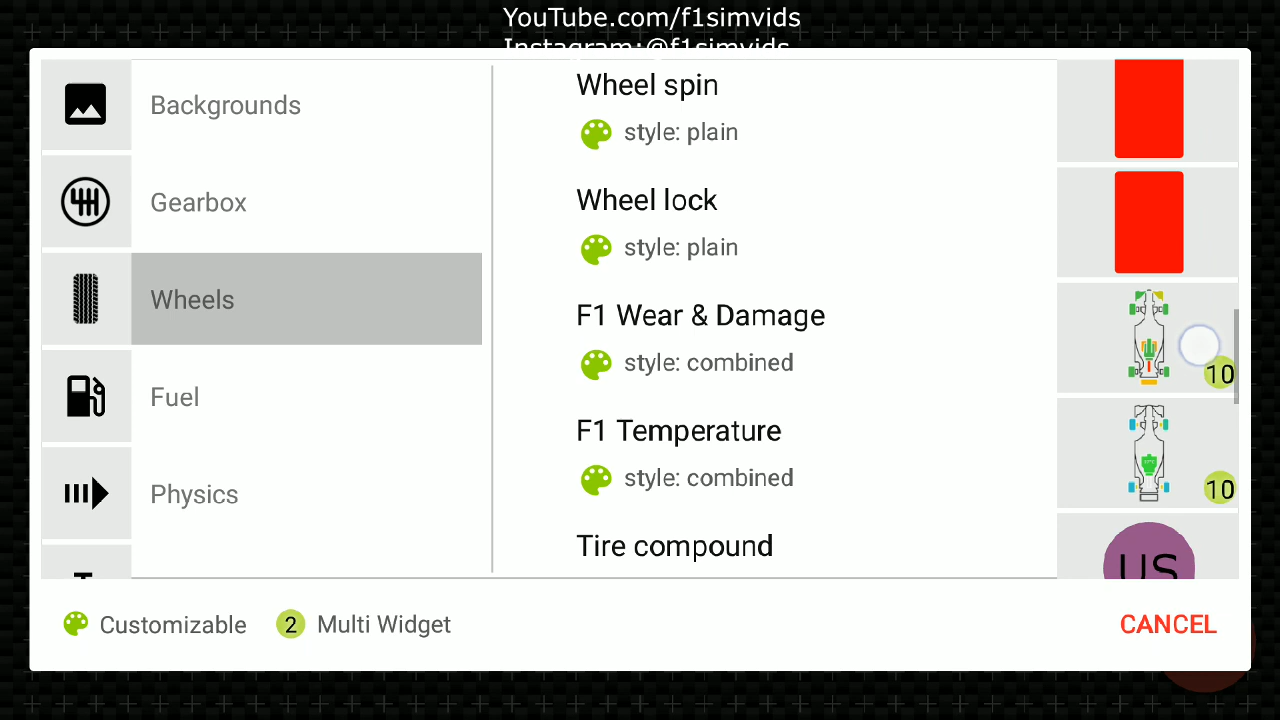 YouTube.com/f1simvids
Instagram:@f1simvids
Backgrounds
Gearbox
Wheels
Fuel
Physics
Wheel spin
style: plain
Wheel lock
style: plain
F1 Wear & Damage
style: combined
10
F1 Temperature
style: combined
10
Tire compound
US
Customizable
2 Multi Widget
CANCEL